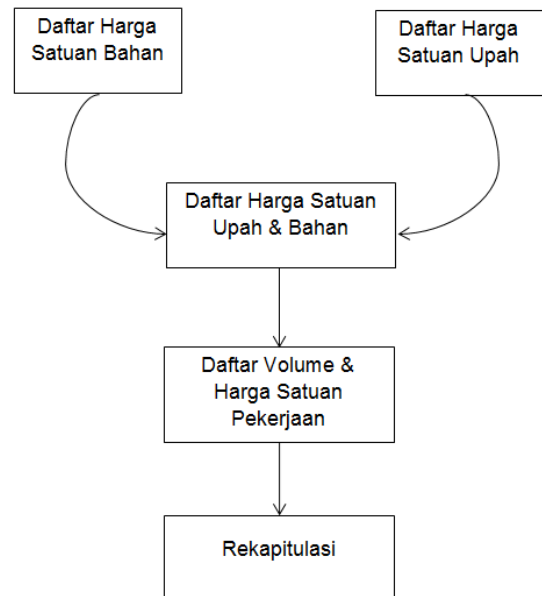 Daftar Harga
Satuan Bahan
Daftar Harga
Satuan Upah
Daftar Harga Satuan
Upah & Bahan
Daftar Volume &
Harga Satuan
Pekerjaan
Rekapitulasi